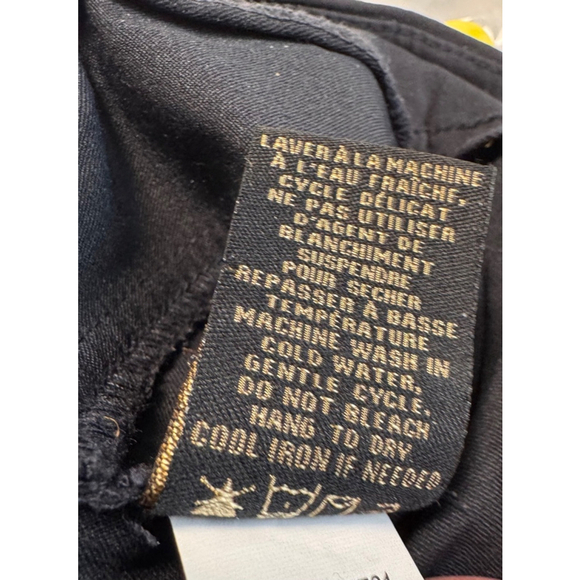 LAVER À LA MACHINE
À L'EAU FRAÎCHE,
CYCLE DÉLICAT
NE PAS UTILISER
D'AGENT DE
BLANCHIMENT
SUSPENDRE
POUR SÉCHER
REPASSER À BASSE
TEMPÉRATURE
MACHINE WASH IN
COLD WATER,
GENTLE CYCLE.
DO NOT BLEACH
HANG TO DRY
COOL IRON IF NEEDED